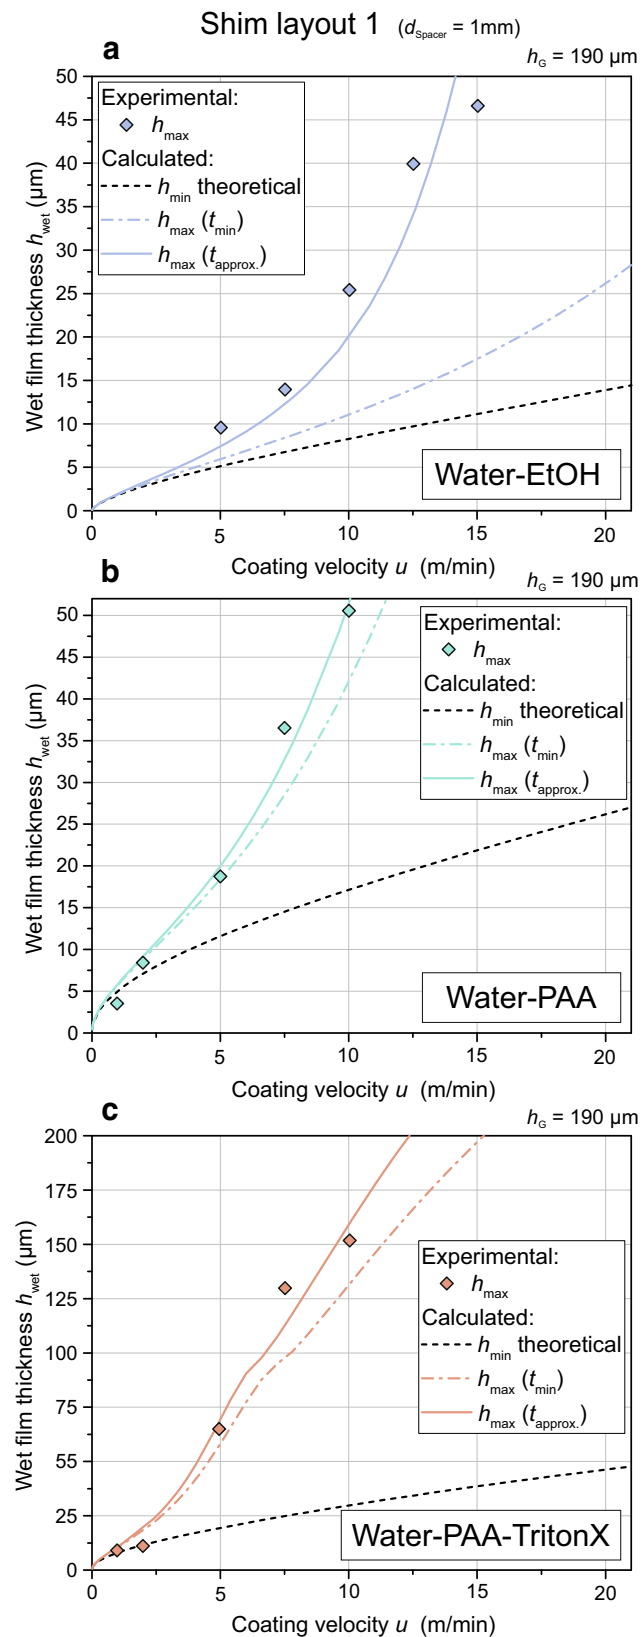 Shim layout 1 (dSpacer = 1mm)
a
hG = 190 µm
50
45
40
35
30
25
20
15
10
5
0
Wet film thickness hwet (µm)
Experimental:
hmax
Calculated:
hmin theoretical
hmax (tmin)
hmax (tapprox.)
Water-EtOH
0 5 10 15 20
Coating velocity u (m/min)
b
hG = 190 µm
50
45
40
35
30
25
20
15
10
5
0
Wet film thickness hwet (µm)
Experimental:
hmax
Calculated:
hmin theoretical
hmax (tmin)
hmax (tapprox.)
Water-PAA
0 5 10 15 20
Coating velocity u (m/min)
c
hG = 190 µm
200
175
150
125
100
75
55
25
0
Wet film thickness hwet (µm)
Experimental:
hmax
Calculated:
hmin theoretical
hmax (tmin)
hmax (tapprox.)
Water-PAA-TritonX
0 5 10 15 20
Coating velocity u (m/min)